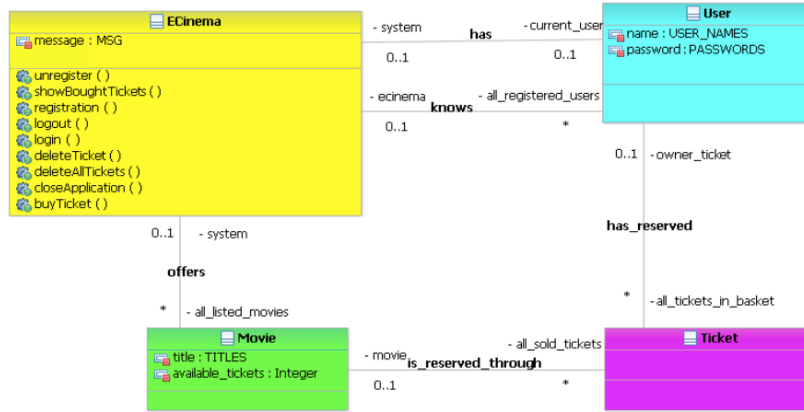 ECinema
message : MSG
unregister ( )
showBoughtTickets ( )
registration ( )
logout ( )
login ( )
deleteTicket ( )
deleteAllTickets ( )
closeApplication ( )
buyTicket ( )
- system
has
- current_user
0..1
0..1
- ecinema
knows
- all_registered_users
0..1
*
User
name : USER_NAMES
password : PASSWORDS
0..1
- owner_ticket
has_reserved
*
- all_tickets_in_basket
0..1
- system
offers
*
- all_listed_movies
Movie
title : TITLES
available_tickets : Integer
- movie
is_reserved_through
- all_sold_tickets
0..1
*
Ticket